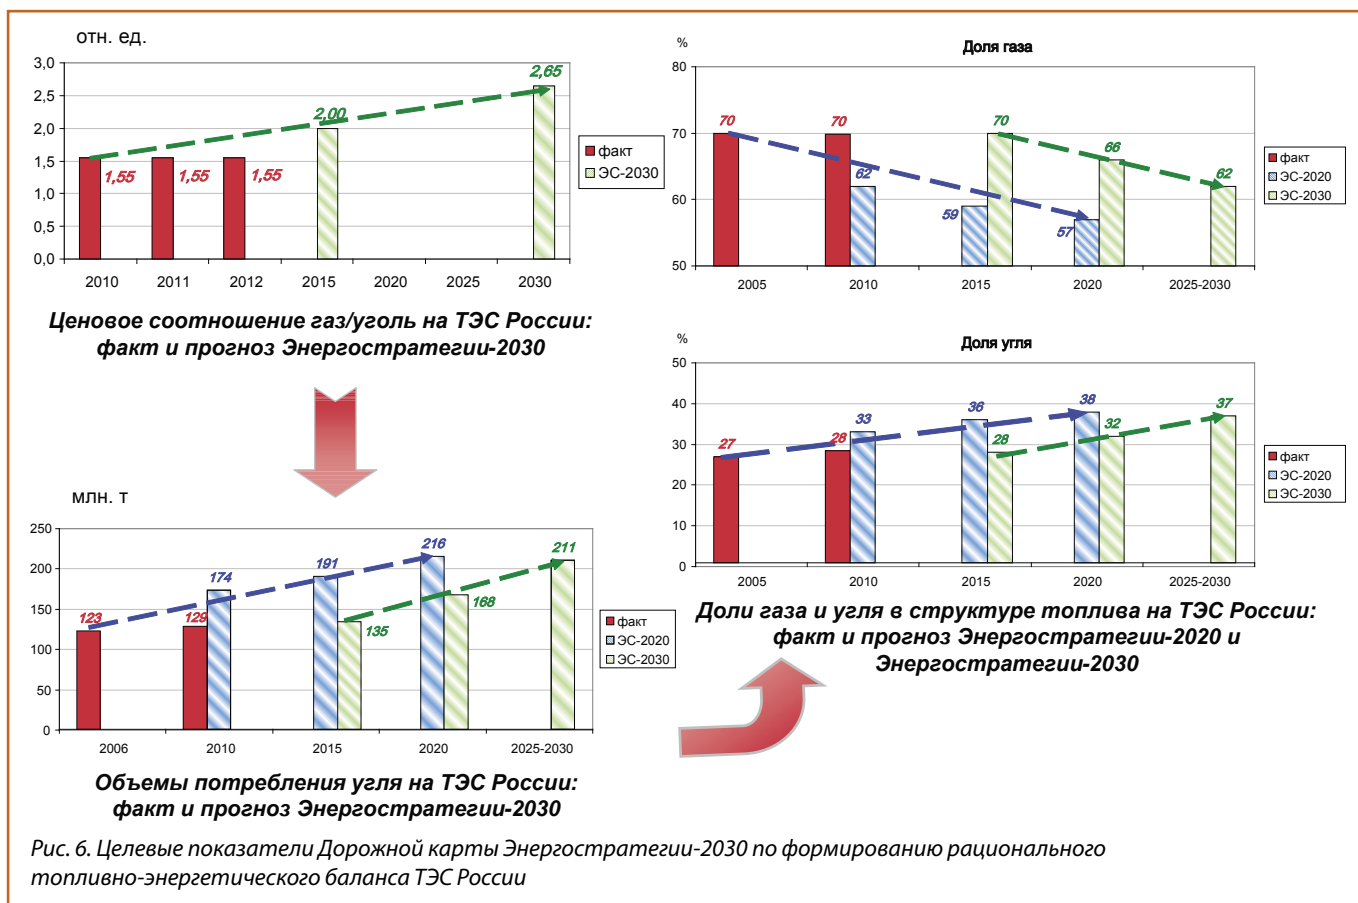 отн. ед.
3,0
2,5
2,0
1,5
1,0
0,5
0,0
1,55
1,55
1,55
2,00
2,65
2010 2011 2012 2015 2020 2025 2030
факт
ЭС-2030
Ценовое соотношение газ/уголь на ТЭС России:
факт и прогноз Энергостратегии-2030
млн. т
250
200
150
100
50
0
123
129
174
191
135
216
168
211
2006 2010 2015 2020 2025-2030
факт
ЭС-2020
ЭС-2030
Объемы потребления угля на ТЭС России:
факт и прогноз Энергостратегии-2030
%
Доля газа
80
70
60
50
70
70
62
59
70
57
66
62
2005 2010 2015 2020 2025-2030
факт
ЭС-2020
ЭС-2030
%
Доля угля
50
40
30
20
10
0
27
28
33
36
28
38
32
37
2005 2010 2015 2020 2025-2030
факт
ЭС-2020
ЭС-2030
Доли газа и угля в структуре топлива на ТЭС России:
факт и прогноз Энергостратегии-2020 и
Энергостратегии-2030
Рис. 6. Целевые показатели Дорожной карты Энергостратегии-2030 по формированию рационального
топливно-энергетического баланса ТЭС России